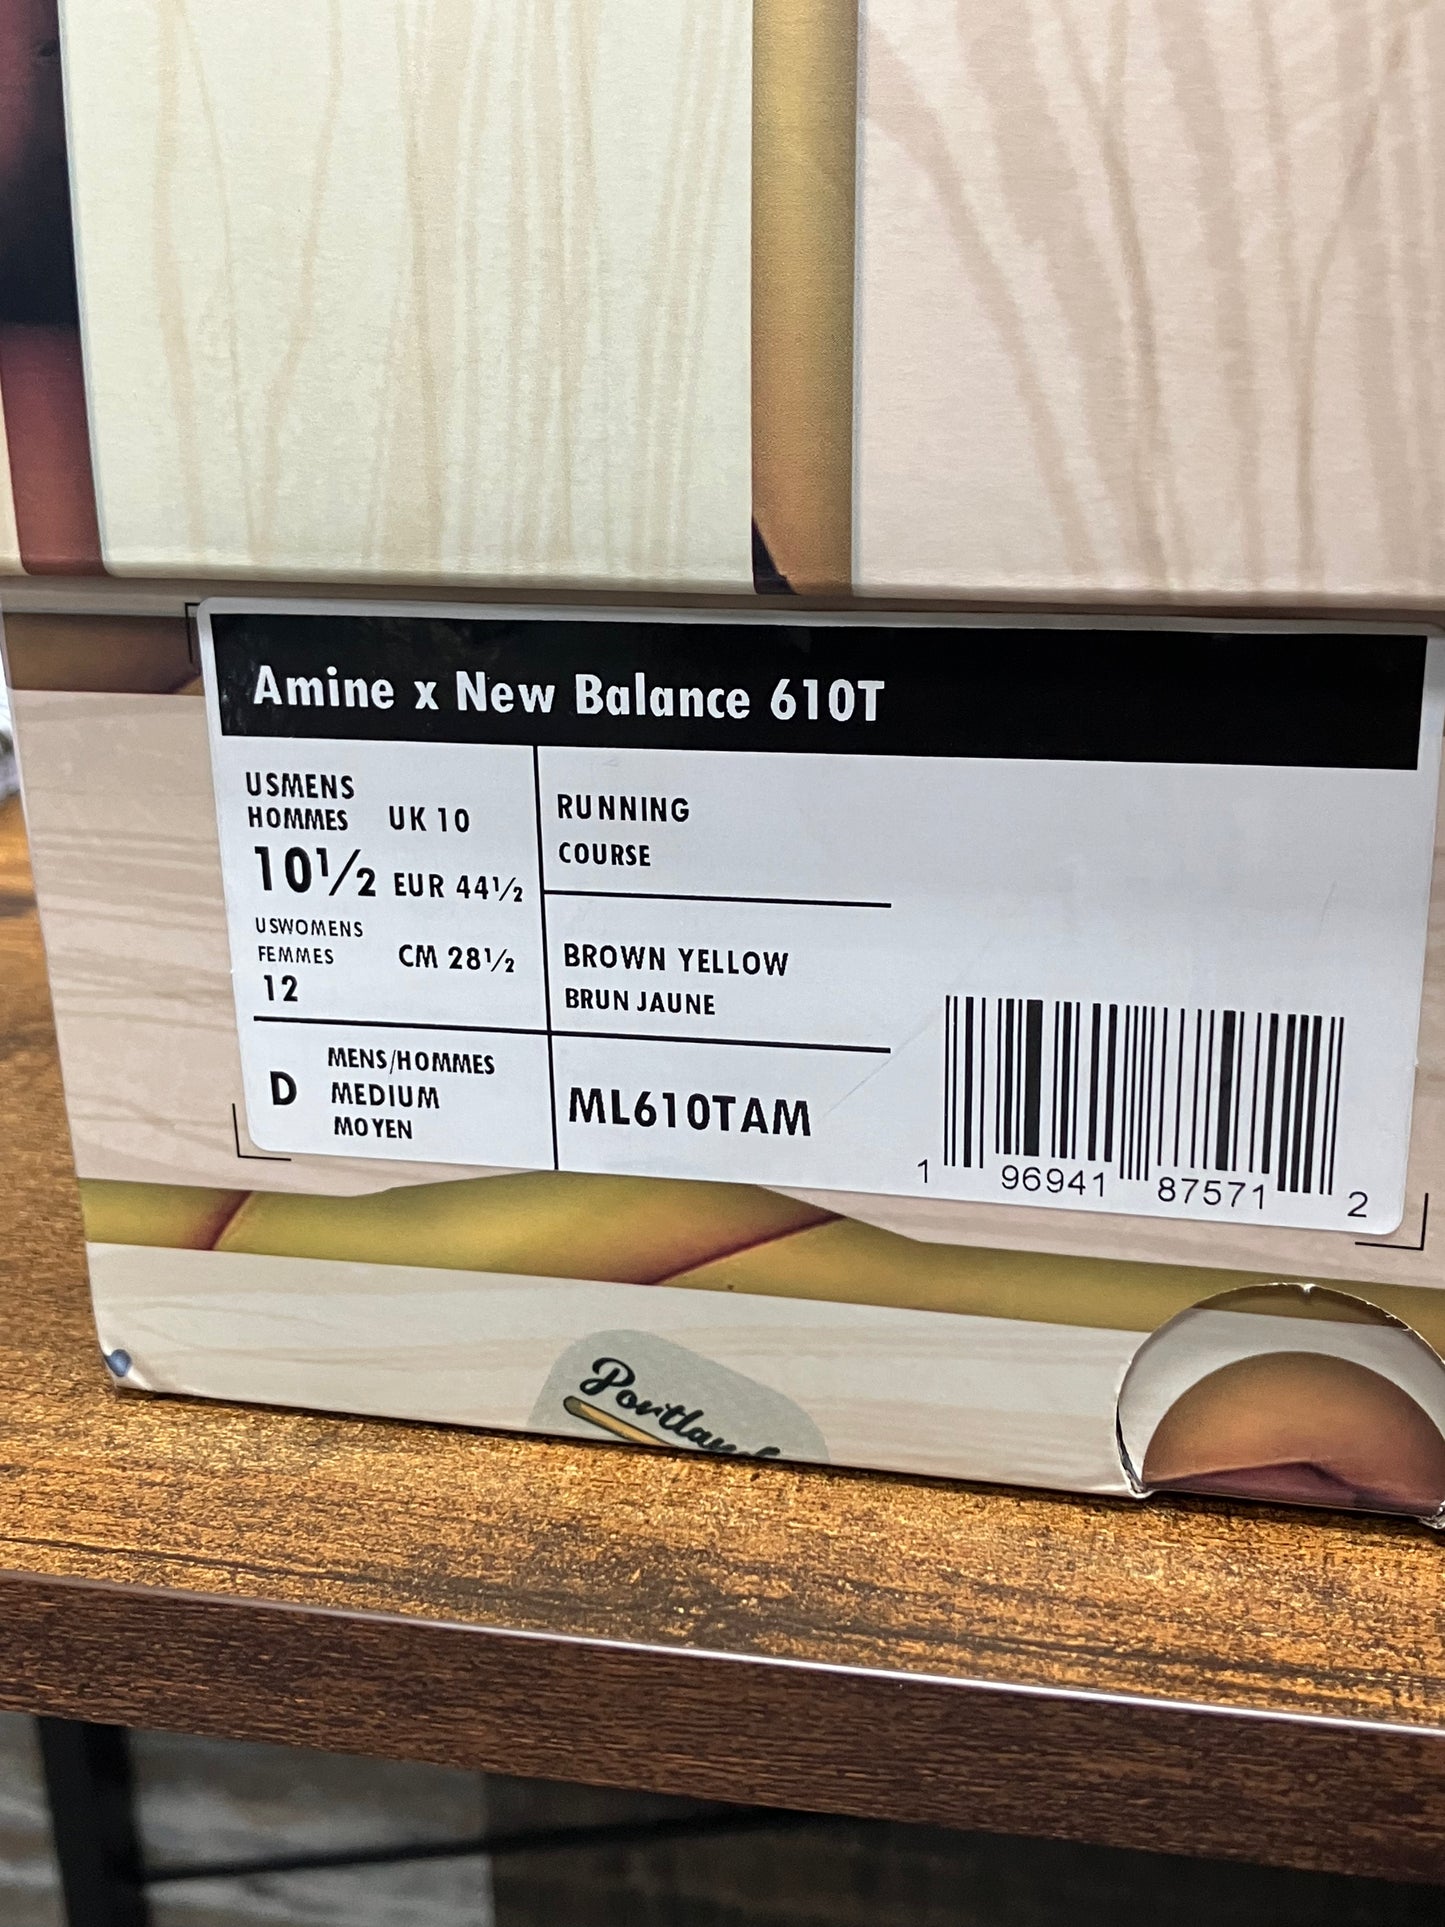 Amine x New Balance 610T
USMENS
HOMMES UK 10
10½ EUR 44½
USWOMENS
FEMMES CM 28½
12
RUNNING
COURSE
BROWN YELLOW
BRUN JAUNE
D MENS/HOMMES
MEDIUM
MOYEN
ML610TAM
1 96941 87571 2